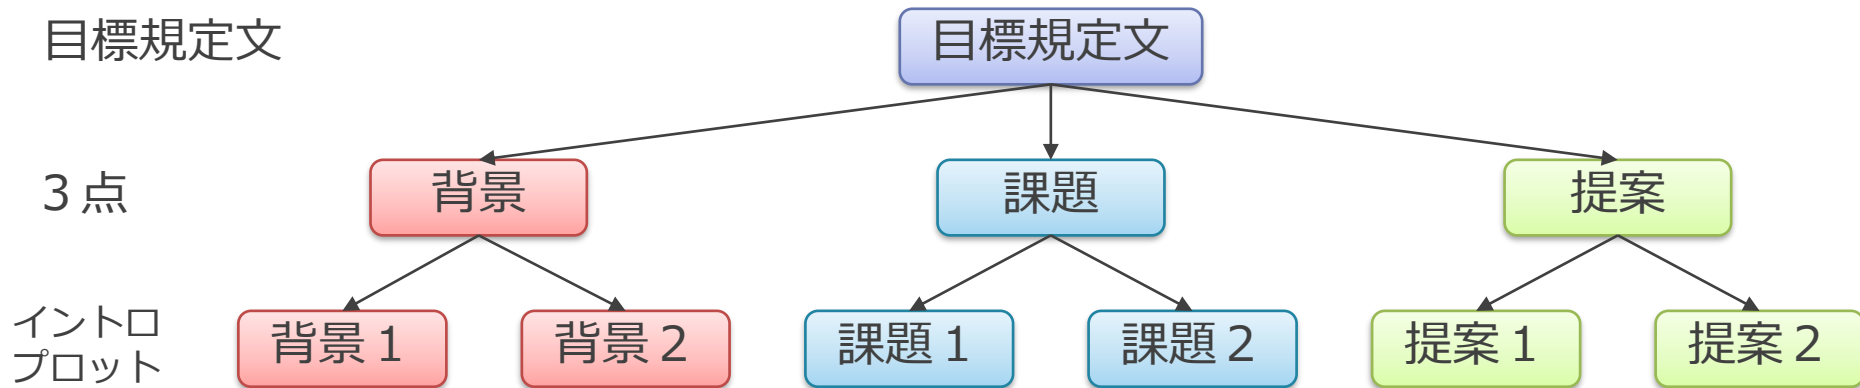 目標規定文
目標規定文
３点
背景
課題
提案
イントロ
プロット
背景１
背景２
課題１
課題２
提案１
提案２